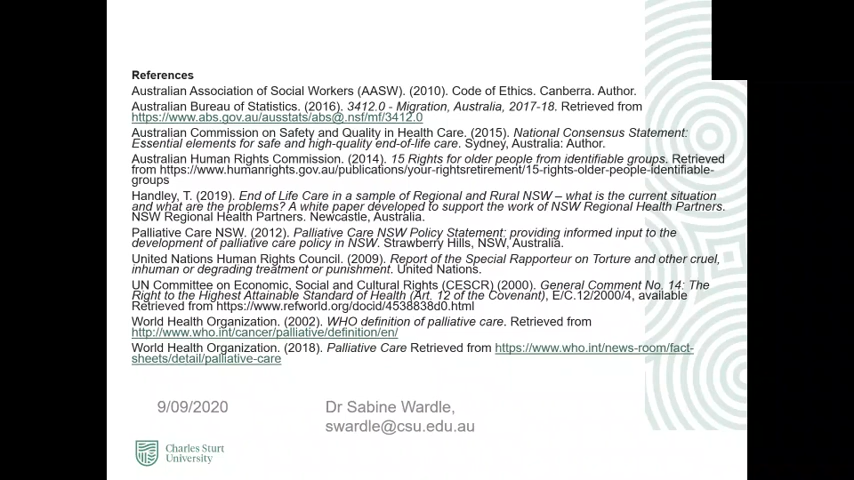 References
Australian Association of Social Workers (AASW). (2010). Code of Ethics. Canberra. Author.
Australian Bureau of Statistics. (2016). 3412.0 - Migration, Australia, 2017-18. Retrieved from
https://www.abs.gov.au/ausstats/abs@.nsf/mf/3412.0
Australian Commission on Safety and Quality in Health Care. (2015). National Consensus Statement:
Essential elements for safe and high-quality end-of-life care. Sydney, Australia: Author.
Australian Human Rights Commission. (2014). 15 Rights for older people from identifiable groups. Retrieved
from https://www.humanrights.gov.au/publications/your-rightsretirement/15-rights-older-people-identifiable-
groups
Handley, T. (2019). End of Life Care in a sample of Regional and Rural NSW – what is the current situation
and what are the problems? A white paper developed to support the work of NSW Regional Health Partners.
NSW Regional Health Partners. Newcastle, Australia.
Palliative Care NSW. (2012). Palliative Care NSW Policy Statement: providing informed input to the
development of palliative care policy in NSW. Strawberry Hills, NSW, Australia.
United Nations Human Rights Council. (2009). Report of the Special Rapporteur on Torture and other cruel,
inhuman or degrading treatment or punishment. United Nations.
UN Committee on Economic, Social and Cultural Rights (CESCR) (2000). General Comment No. 14: The
Right to the Highest Attainable Standard of Health (Art. 12 of the Covenant), E/C.12/2000/4, available
Retrieved from https://www.refworld.org/docid/4538838d0.html
World Health Organization. (2002). WHO definition of palliative care. Retrieved from
http://www.who.int/cancer/palliative/definition/en/
World Health Organization. (2018). Palliative Care Retrieved from https://www.who.int/news-room/fact-
sheets/detail/palliative-care
9/09/2020
Dr Sabine Wardle,
swardle@csu.edu.au
Charles Sturt
University